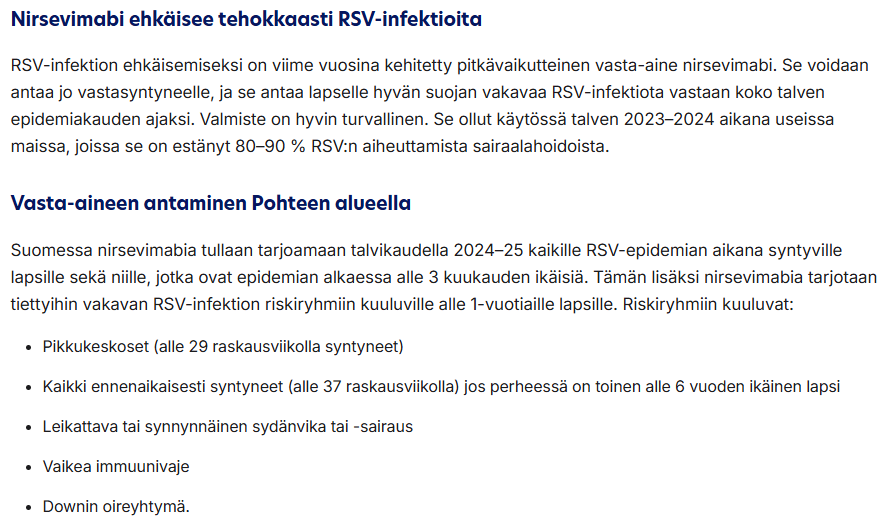 Nirsevimabi ehkäisee tehokkaasti RSV-infektioita
RSV-infektion ehkäisemiseksi on viime vuosina kehitetty pitkävaikutteinen vasta-aine nirsevimabi. Se voidaan
antaa jo vastasyntyneelle, ja se antaa lapselle hyvän suojan vakavaa RSV-infektiota vastaan koko talven
epidemiakauden ajaksi. Valmiste on hyvin turvallinen. Se ollut käytössä talven 2023–2024 aikana useissa
maissa, joissa se on estänyt 80–90 % RSV:n aiheuttamista sairaalahoidoista.
Vasta-aineen antaminen Pohteen alueella
Suomessa nirsevimabia tullaan tarjoamaan talvikaudella 2024–25 kaikille RSV-epidemian aikana syntyville
lapsille sekä niille, jotka ovat epidemian alkaessa alle 3 kuukauden ikäisiä. Tämän lisäksi nirsevimabia tarjotaan
tiettyihin vakavan RSV-infektion riskiryhmiin kuuluville alle 1-vuotiaille lapsille. Riskiryhmiin kuuluvat:
• Pikkukeskoset (alle 29 raskausviikolla syntyneet)
• Kaikki ennenaikaisesti syntyneet (alle 37 raskausviikolla) jos perheessä on toinen alle 6 vuoden ikäinen lapsi
• Leikattava tai synnynnäinen sydänvika tai -sairaus
• Vaikea immuunivaje
• Downin oireyhtymä.